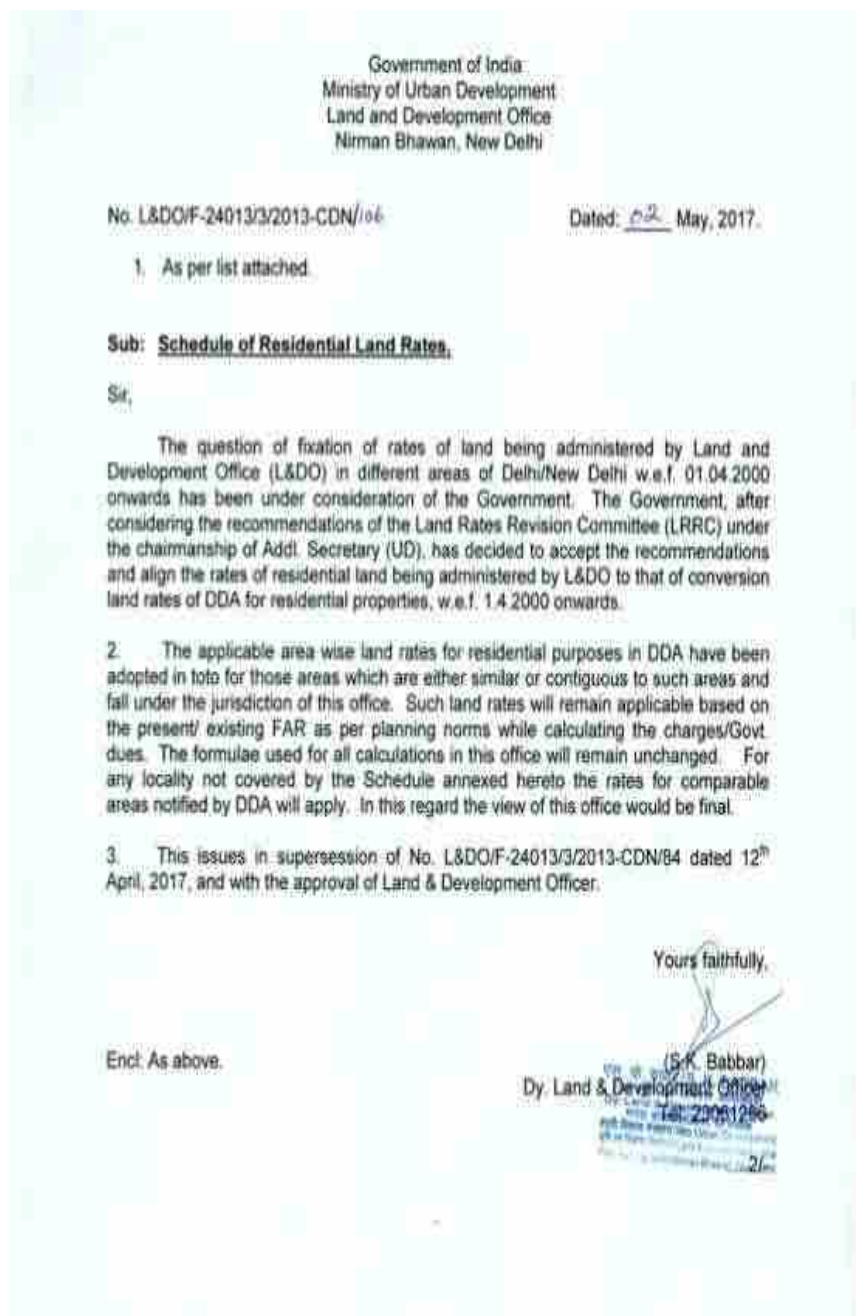 Government of India
Ministry of Urban Development
Land and Development Office
Nirman Bhawan, New Delhi
No. L&DO/F-24013/3/2013-CDN/106
Dated: 02 May, 2017.
1. As per list attached.
Sub: Schedule of Residential Land Rates.
Sir,
The question of fixation of rates of land being administered by Land and
Development Office (L&DO) in different areas of Delhi/New Delhi w.e.f. 01.04.2000
onwards has been under consideration of the Government. The Government, after
considering the recommendations of the Land Rates Revision Committee (LRRC) under
the chairmanship of Addl. Secretary (UD), has decided to accept the recommendations
and align the rates of residential land being administered by L&DO to that of conversion
land rates of DDA for residential properties, w.e.f. 1.4.2000 onwards.
2. The applicable area wise land rates for residential purposes in DDA have been
adopted in toto for those areas which are either similar or contiguous to such areas and
fall under the jurisdiction of this office. Such land rates will remain applicable based on
the present/ existing FAR as per planning norms while calculating the charges/Govt.
dues. The formulae used for all calculations in this office will remain unchanged. For
any locality not covered by the Schedule annexed hereto the rates for comparable
areas notified by DDA will apply. In this regard the view of this office would be final.
3. This issues in supersession of No. L&DO/F-24013/3/2013-CDN/84 dated 12th
April, 2017, and with the approval of Land & Development Officer.
Yours faithfully,
Encl: As above.
(S.K. Babbar)
Dy. Land & Development Officer
Tel: 23061286
2/-